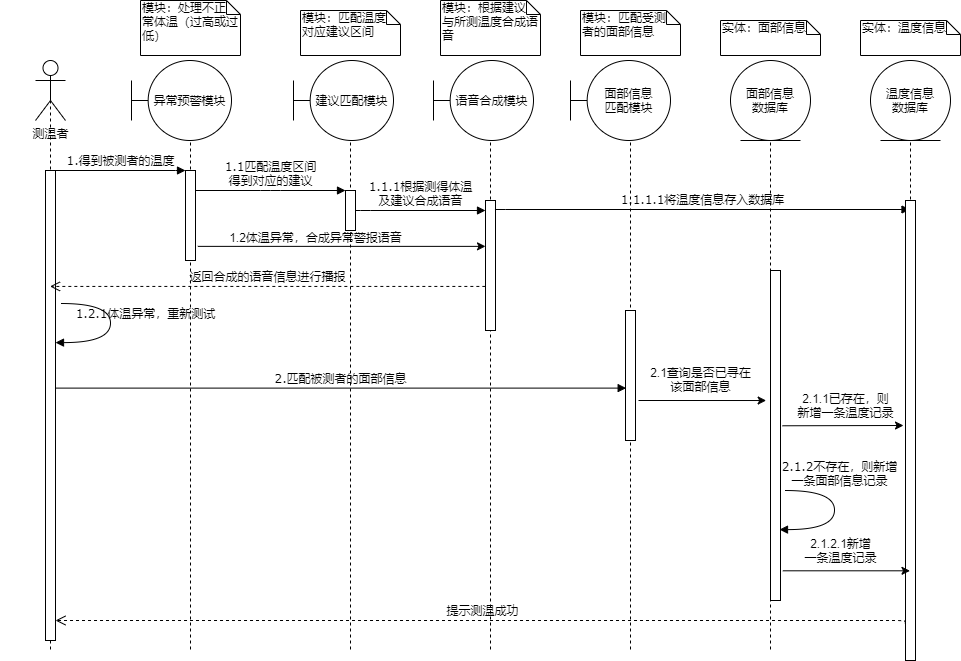 模块：处理不正
常体温（过高或过
低）
模块：匹配温度
对应建议区间
模块：根据建议
与所测温度合成语
音
模块：匹配受测
者的面部信息
实体：面部信息
实体：温度信息
测温者
异常预警模块
建议匹配模块
语音合成模块
面部信息
匹配模块
面部信息
数据库
温度信息
数据库
1.得到被测者的温度
1.1匹配温度区间
得到对应的建议
1.1.1根据测得体温
及建议合成语音
1.1.1.1将温度信息存入数据库
1.2体温异常，合成异常警报语音
返回合成的语音信息进行播报
1.2.1体温异常，重新测试
2.匹配被测者的面部信息
2.1查询是否已寻在
该面部信息
2.1.1已存在，则
新增一条温度记录
2.1.2不存在，则新增
一条面部信息记录
2.1.2.1新增
一条温度记录
提示测温成功